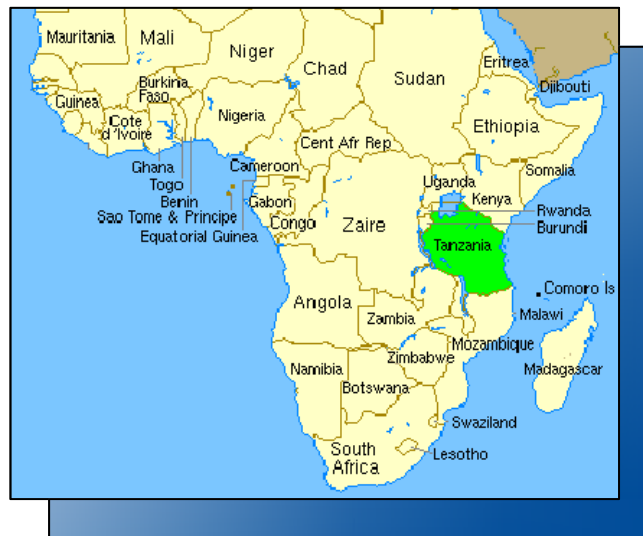 Mauritania
Mali
Niger
Chad
Sudan
Eritrea
Djibouti
Burkina
Faso
Guinea
Cote
d'Ivoire
Nigeria
Ethiopia
Cent Afr Rep
Somalia
Ghana
Togo
Benin
Cameroon
Sao Tome & Principe
Equatorial Guinea
Gabon
Congo
Zaire
Uganda
Kenya
Rwanda
Burundi
Tanzania
Comoro Is
Angola
Zambia
Malawi
Mozambique
Zimbabwe
Madagascar
Namibia
Botswana
Swaziland
South
Africa
Lesotho